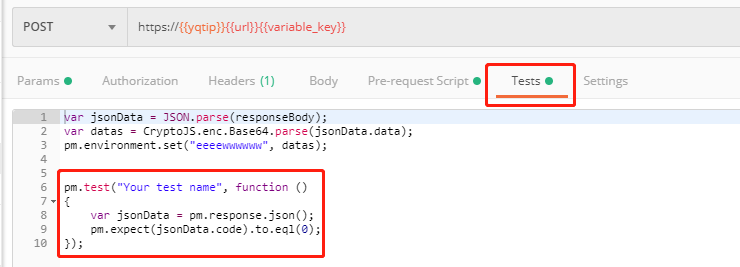 POST https://{{yqtip}}{{url}}{{variable_key}}
Params Authorization Headers (1) Body Pre-request Script Tests Settings
1 var jsonData = JSON.parse(responseBody);
2 var datas = CryptoJS.enc.Base64.parse(jsonData.data);
3 pm.environment.set("eeeewwwwww", datas);
4
5
6 pm.test("Your test name", function ()
7 {
8 var jsonData = pm.response.json();
9 pm.expect(jsonData.code).to.eql(0);
10 });